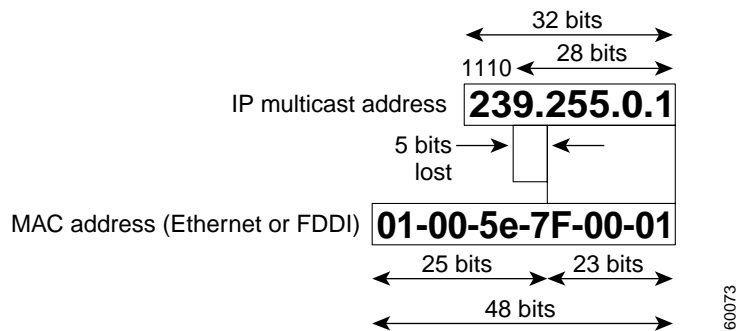 32 bits
28 bits
1110
IP multicast address
239.255.0.1
5 bits
lost
MAC address (Ethernet or FDDI)
01-00-5e-7F-00-01
25 bits
23 bits
48 bits
60073